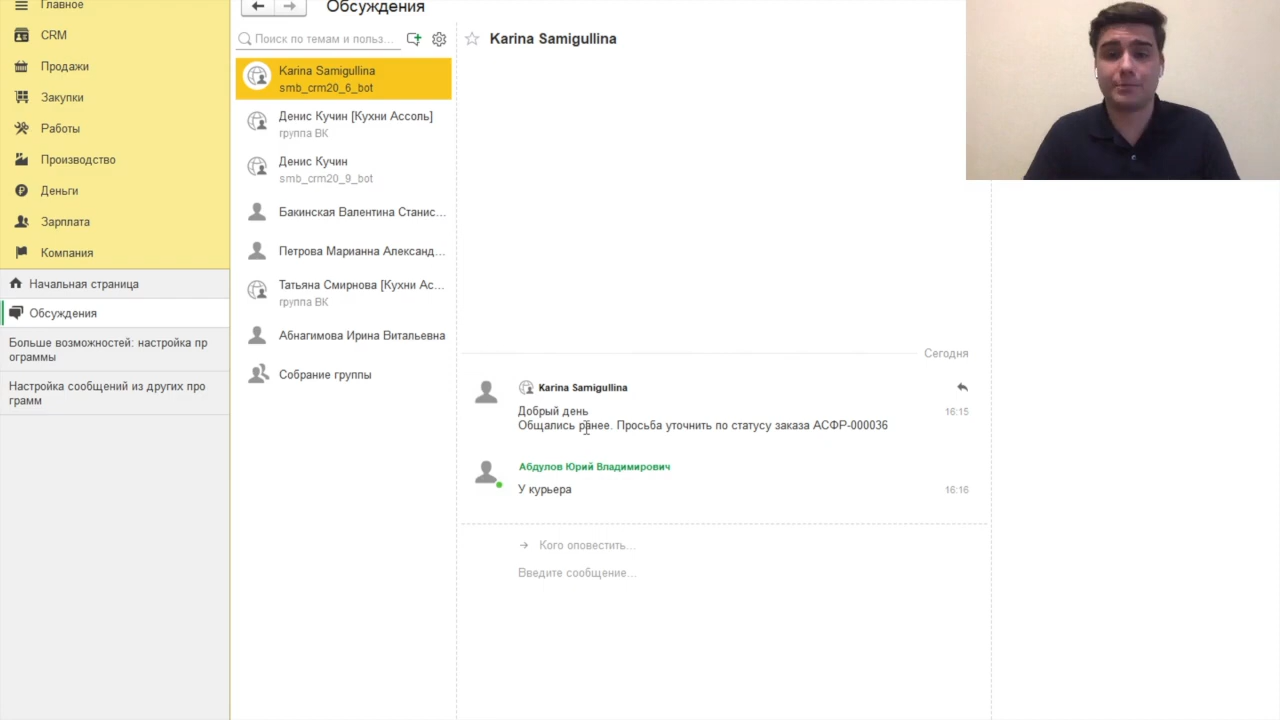 Главное
CRM
Продажи
Закупки
Работы
Производство
Деньги
Зарплата
Компания
Начальная страница
Обсуждения
Больше возможностей: настройка пр
ограммы
Настройка сообщений из других про
грамм
Обсуждения
Поиск по темам и польз...
Karina Samigullina
smb_crm20_6_bot
Денис Кучин [Кухни Ассоль]
группа ВК
Денис Кучин
smb_crm20_9_bot
Бакинская Валентина Станис...
Петрова Марианна Александ...
Татьяна Смирнова [Кухни Ас...
группа ВК
Абнагимова Ирина Витальевна
Собрание группы
Karina Samigullina
Сегодня
Karina Samigullina
Добрый день 16:15
Общались ранее. Просьба уточнить по статусу заказа АСФР-000036
Абдулов Юрий Владимирович
У курьера 16:16
Кого оповестить...
Введите сообщение...